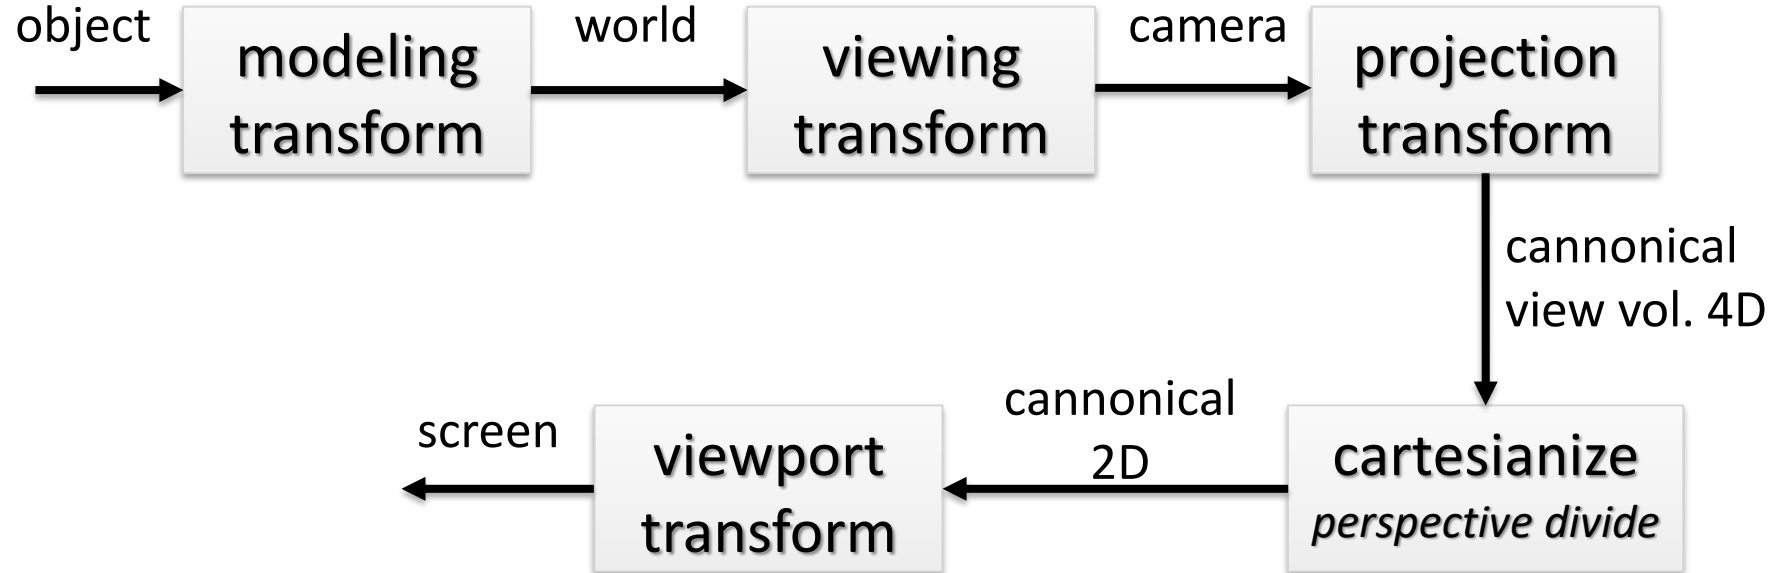 object
modeling
transform
world
viewing
transform
camera
projection
transform
cannonical
view vol. 4D
cartesianize
perspective divide
cannonical
2D
viewport
transform
screen